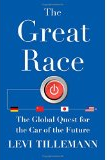 The
Great
Race
The Global Quest
for the
Car of the Future
LEVI TILLEMANN